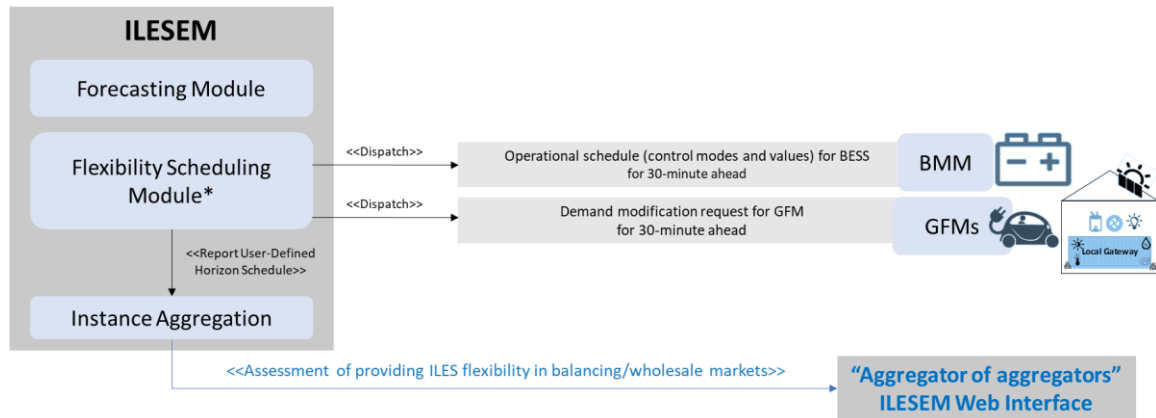 ILESEM
Forecasting Module
Flexibility Scheduling
Module*
<<Dispatch>>
Operational schedule (control modes and values) for BESS
for 30-minute ahead
BMM
<<Dispatch>>
Demand modification request for GFM
for 30-minute ahead
GFMs
Local Gateway
<<Report User-Defined
Horizon Schedule>>
Instance Aggregation
<<Assessment of providing ILES flexibility in balancing/wholesale markets>>
“Aggregator of aggregators”
ILESEM Web Interface